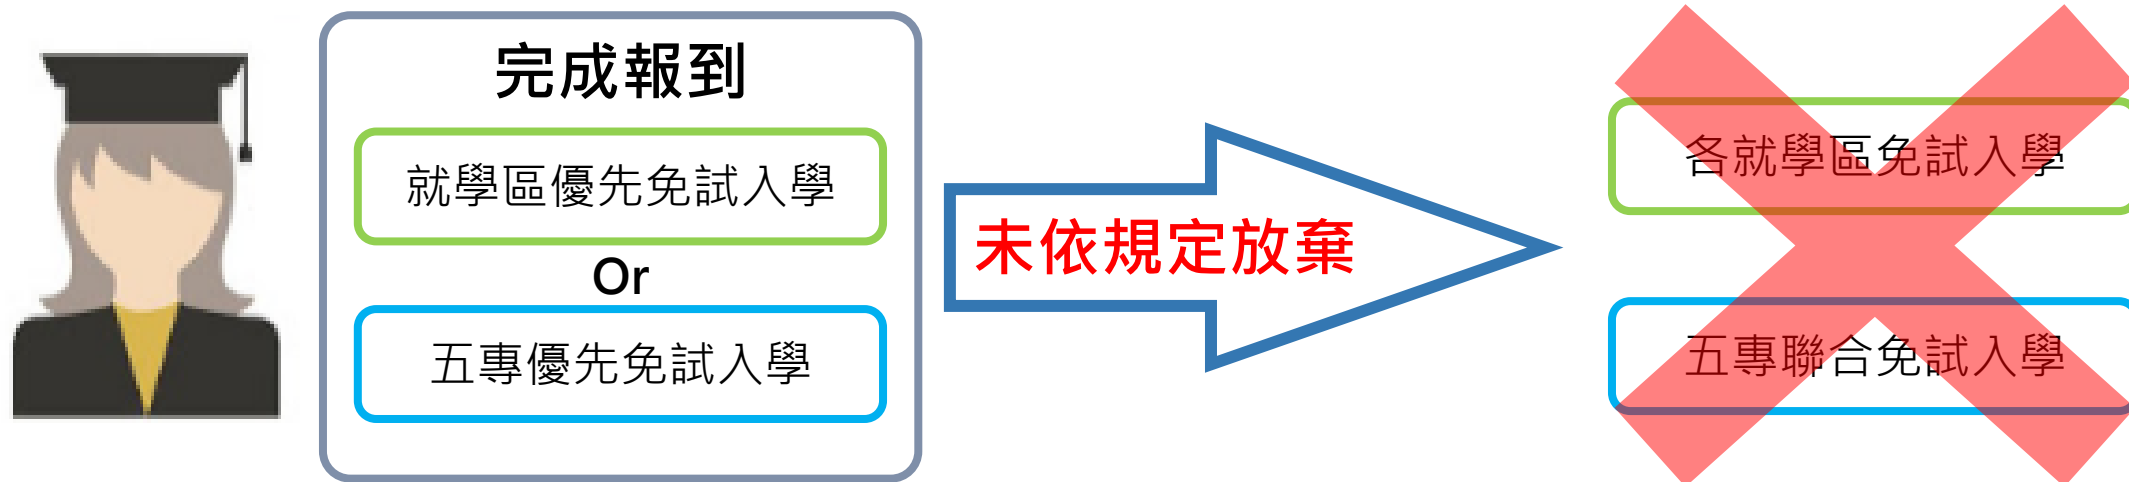 完成報到
就學區優先免試入學
Or
五專優先免試入學
未依規定放棄
各就學區免試入學
五專聯合免試入學